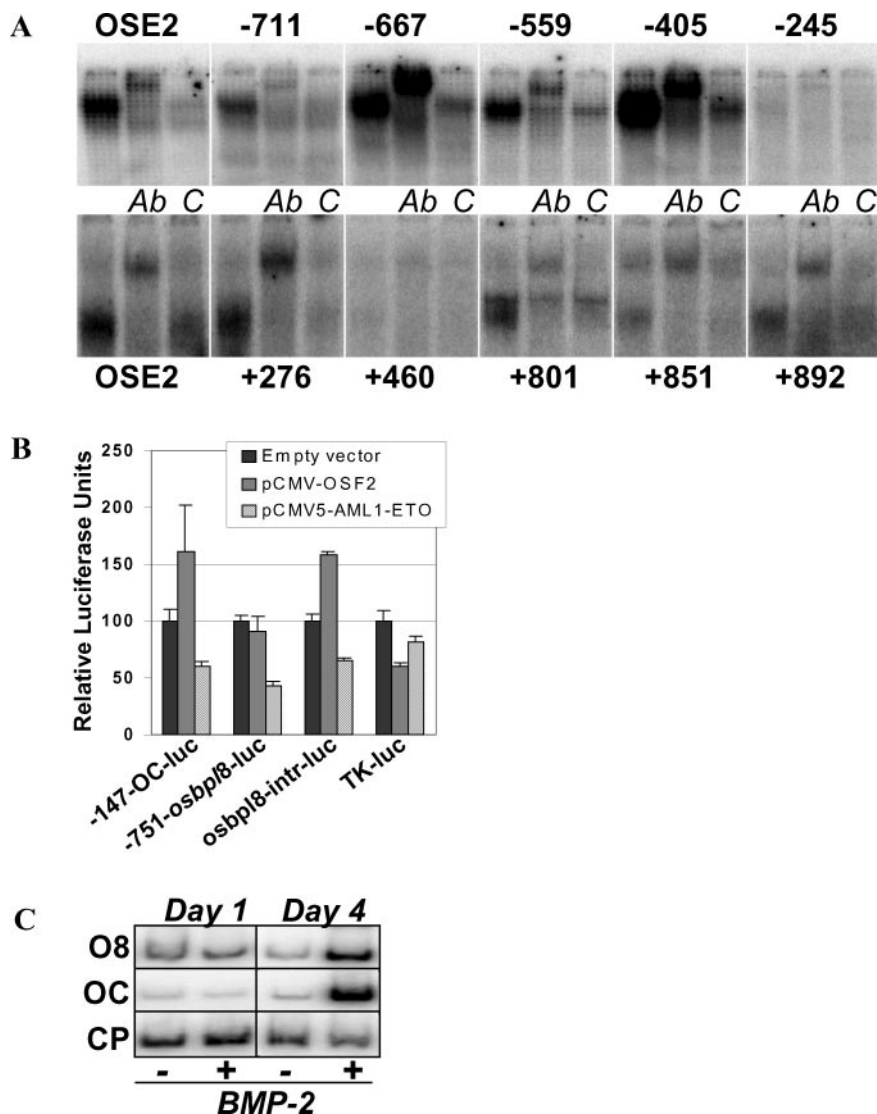 A
OSE2 -711 -667 -559 -405 -245
Ab C Ab C Ab C Ab C Ab C Ab C
OSE2 +276 +460 +801 +851 +892
B
Relative Luciferase Units
250
200
150
100
50
0
Empty vector
pCMV-OSF2
pCMV5-AML1-ETO
-147-OC-luc
-751-osbpl8-luc
osbpl8-intr-luc
TK-luc
C
Day 1 Day 4
O8
OC
CP
- + - +
BMP-2